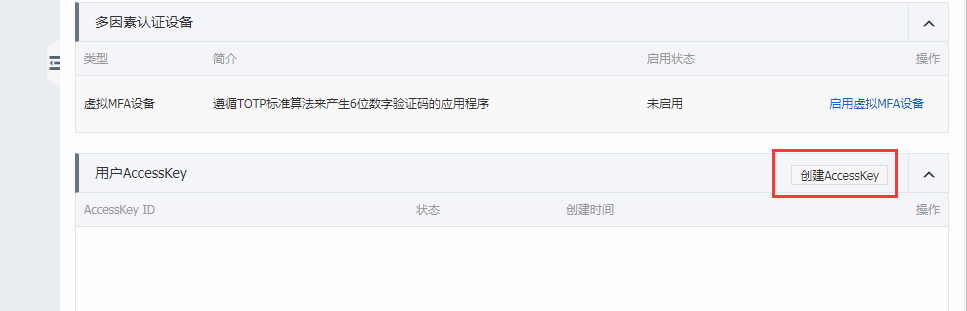 多因素认证设备
类型 简介 启用状态 操作
虚拟MFA设备 遵循TOTP标准算法来产生6位数字验证码的应用程序 未启用 启用虚拟MFA设备
用户AccessKey 创建AccessKey
AccessKey ID 状态 创建时间 操作